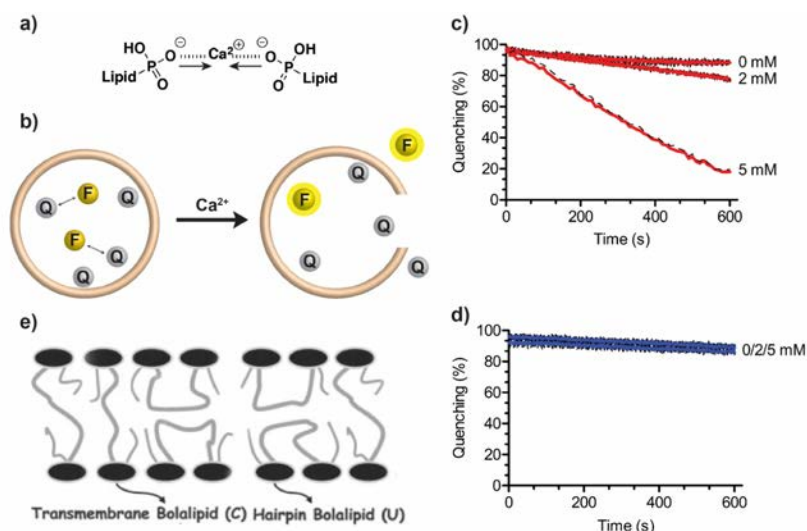 a)
HO O ⊖ Ca²⁺ ⊖ O OH
P P
Lipid O O Lipid
b)
Q F Q
F Q
Q
Ca²⁺
F
Q
F
Q
Q Q
c)
Quenching (%)
100
80
60
40
20
0
0 200 400 600
Time (s)
0 mM
2 mM
5 mM
d)
Quenching (%)
100
80
60
40
20
0
0 200 400 600
Time (s)
0/2/5 mM
e)
Transmembrane Bolalipid (C) Hairpin Bolalipid (U)